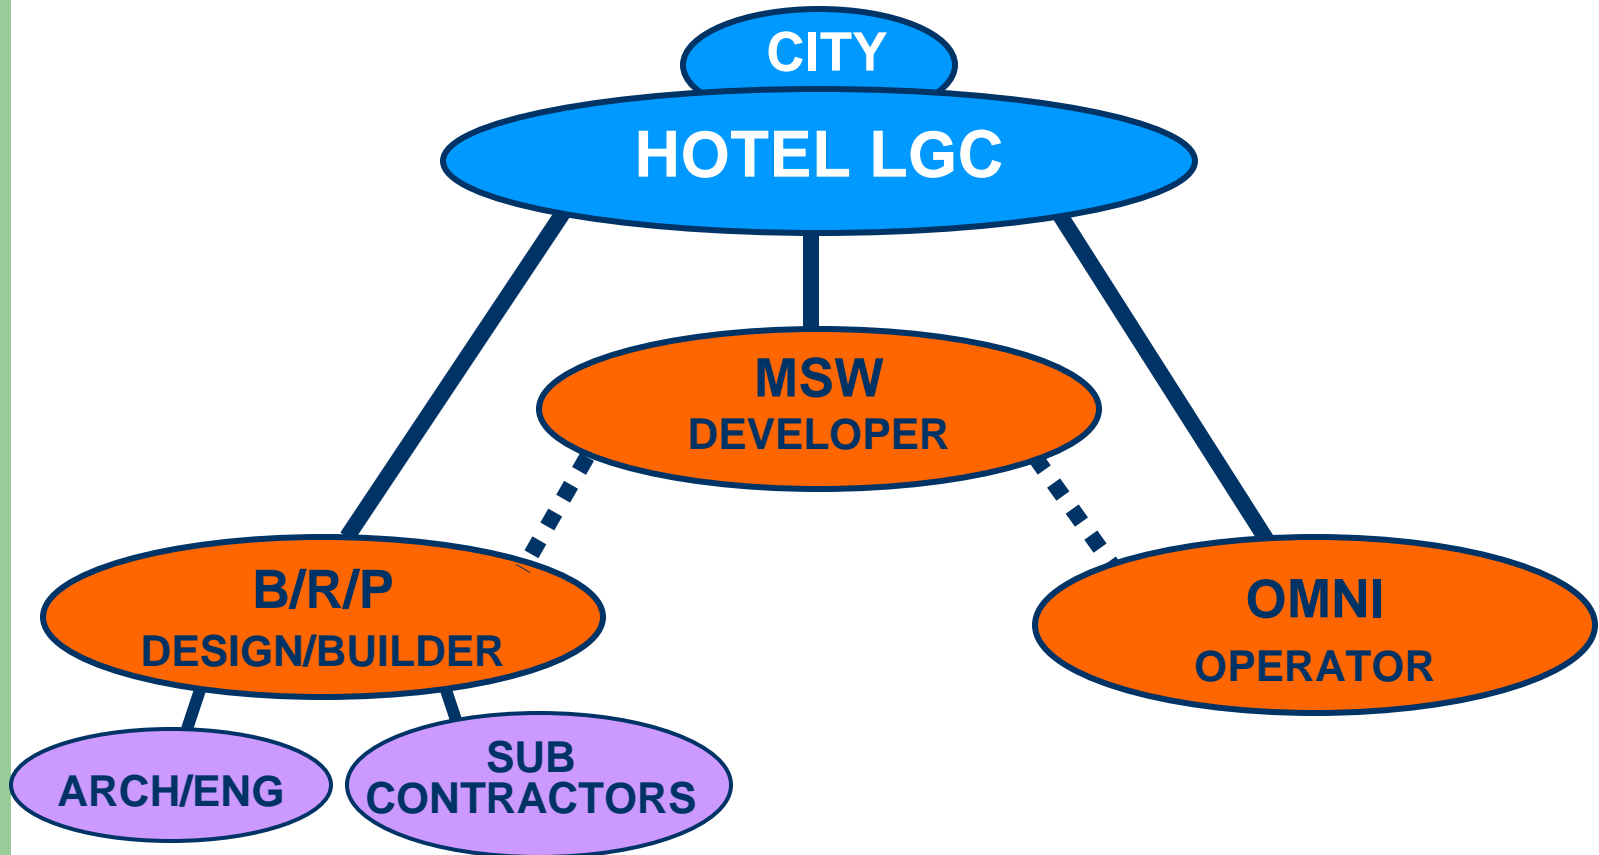 CITY
HOTEL LGC
MSW
DEVELOPER
B/R/P
DESIGN/BUILDER
OMNI
OPERATOR
ARCH/ENG
SUB
CONTRACTORS